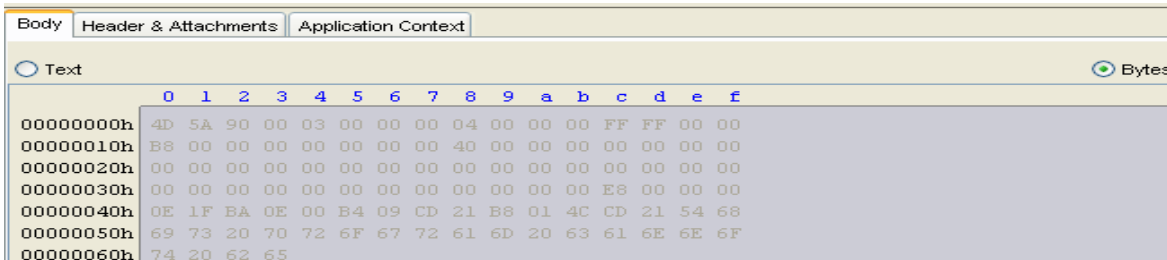 Body Header & Attachments Application Context
Text Bytes
0 1 2 3 4 5 6 7 8 9 a b c d e f
00000000h 4D 5A 90 00 03 00 00 00 04 00 00 00 FF FF 00 00
00000010h B8 00 00 00 00 00 00 00 40 00 00 00 00 00 00 00
00000020h 00 00 00 00 00 00 00 00 00 00 00 00 00 00 00 00
00000030h 00 00 00 00 00 00 00 00 00 00 00 00 E8 00 00 00
00000040h 0E 1F BA 0E 00 B4 09 CD 21 B8 01 4C CD 21 54 68
00000050h 69 73 20 70 72 6F 67 72 61 6D 20 63 61 6E 6E 6F
00000060h 74 20 62 65